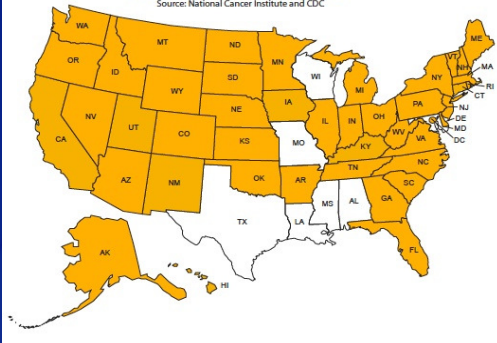 Source: National Cancer Institute and CDC
WA
MT
ND
MN
ME
VT
NH
MA
OR
ID
SD
WI
MI
NY
RI
CT
WY
IA
PA
NJ
NE
OH
DE
NV
UT
IL
IN
WV
MD
CA
CO
KS
MO
KY
VA
DC
AZ
NM
OK
AR
TN
NC
SC
TX
LA
MS
AL
GA
AK
HI
FL